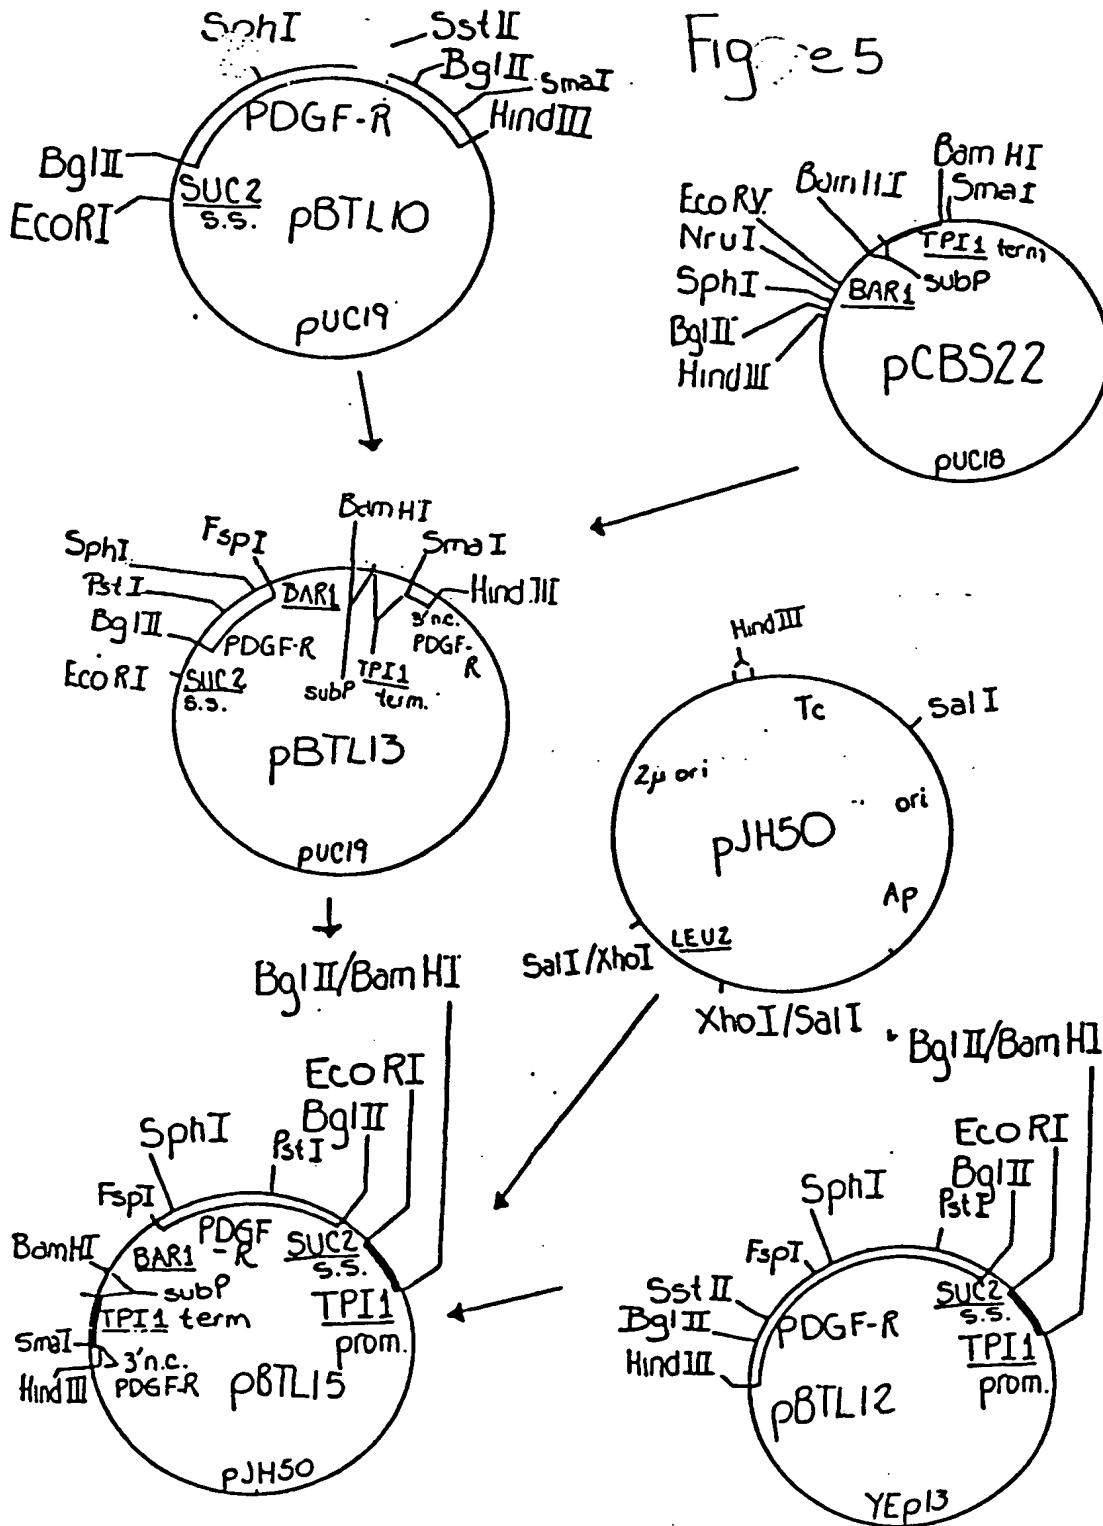 Figure 5
SphI
SstII
BglII
SmaI
HindIII
PDGF-R
BglII
EcoRI
SUC2
s.s.
pBTL10
pUC19
BamHI
SmaI
BamHI
EcoRV
NruI
SphI
BglII
HindIII
TPI1 term
subP
BAR1
pCBS22
pUC18
BamHI
FspI
SphI
PstI
BglII
EcoRI
SmaI
HindIII
BAR1
3' n.c.
PDGF-
R
PDGF-R
SUC2
s.s.
subP
TPI1
term.
pBTL13
pUC19
HindIII
Tc
SalI
2μ ori
ori
pJH50
Ap
LEU2
SalI/XhoI
XhoI/SalI
BglII/BamHI
EcoRI
BglII
SphI
PstI
FspI
BamHI
PDGF
-R
BAR1
SUC2
s.s.
subP
TPI1 term
TPI1
prom.
SmaI
HindIII
3' n.c.
PDGF-R
pBTL15
pJH50
BglII/BamHI
EcoRI
BglII
SphI
PstI
FspI
SstII
BglII
HindIII
SUC2
s.s.
PDGF-R
TPI1
prom.
pBTL12
YEp13